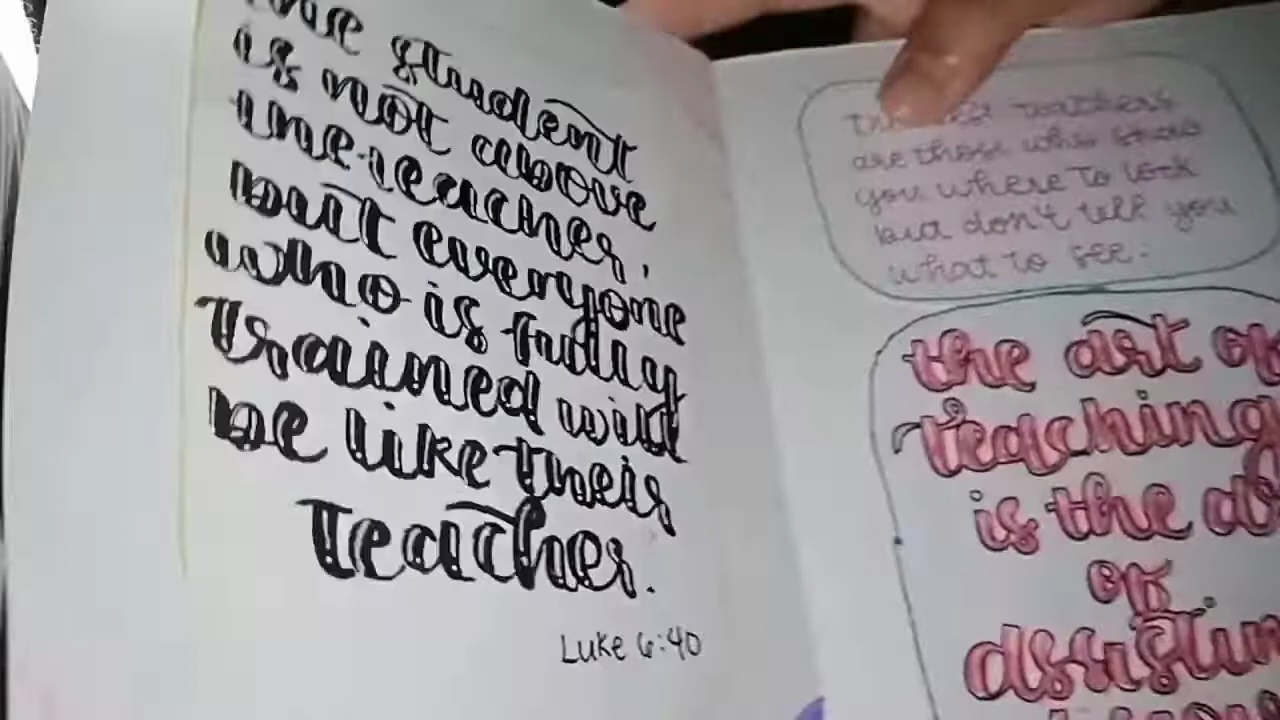 the student
is not above
the teacher,
but everyone
who is fully
trained will
be like their
teacher.
Luke 6:40
teachers
are those who show
you where to look
but don't tell you
what to see.
the art of
teaching
is the
of